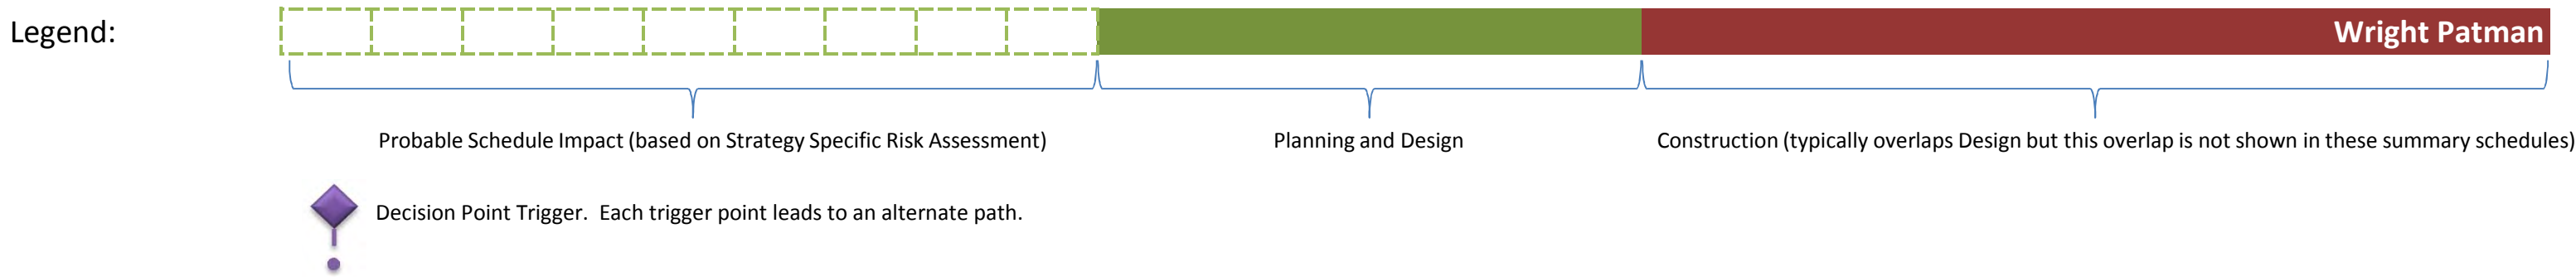 Legend:
Wright Patman
Probable Schedule Impact (based on Strategy Specific Risk Assessment)
Planning and Design
Construction (typically overlaps Design but this overlap is not shown in these summary schedules)
Decision Point Trigger.  Each trigger point leads to an alternate path.